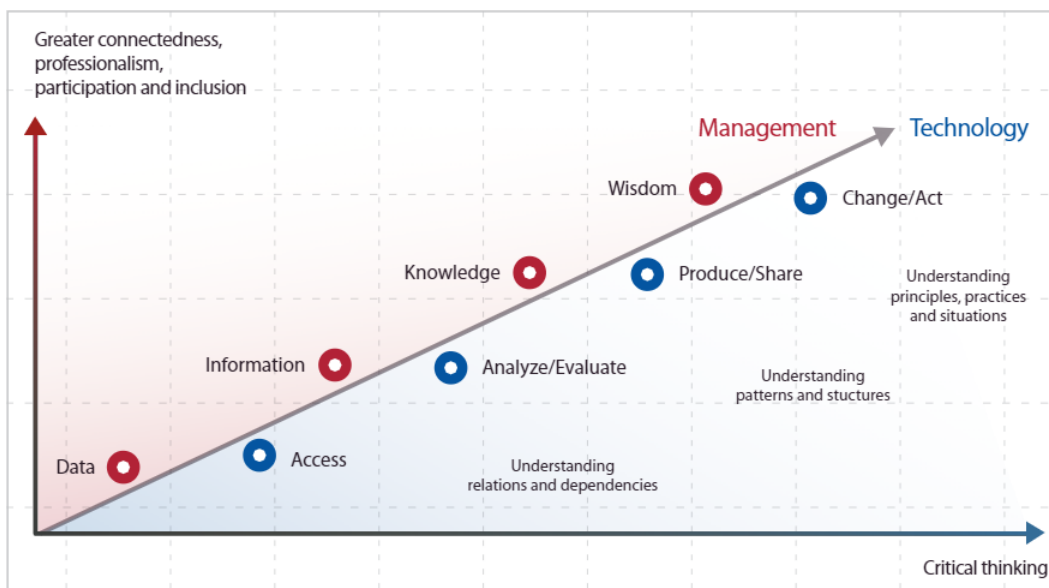 Greater connectedness,
professionalism,
participation and inclusion
Management
Technology
Wisdom
Change/Act
Knowledge
Produce/Share
Understanding
principles, practices
and situations
Information
Analyze/Evaluate
Understanding
patterns and stuctures
Data
Access
Understanding
relations and dependencies
Critical thinking